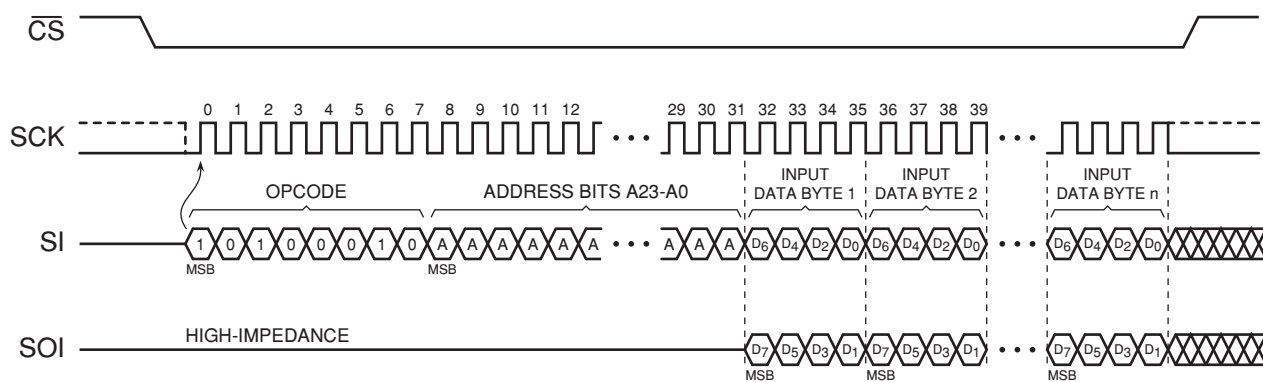 CS
0 1 2 3 4 5 6 7 8 9 10 11 12 29 30 31 32 33 34 35 36 37 38 39
SCK
OPCODE ADDRESS BITS A23-A0 INPUT DATA BYTE 1 INPUT DATA BYTE 2 INPUT DATA BYTE n
SI 1 0 1 0 0 0 1 0 A A A A A A A A A D6 D4 D2 D0 D6 D4 D2 D0 D6 D4 D2 D0
MSB MSB
HIGH-IMPEDANCE
SOI D7 D5 D3 D1 D7 D5 D3 D1 D7 D5 D3 D1
MSB MSB MSB